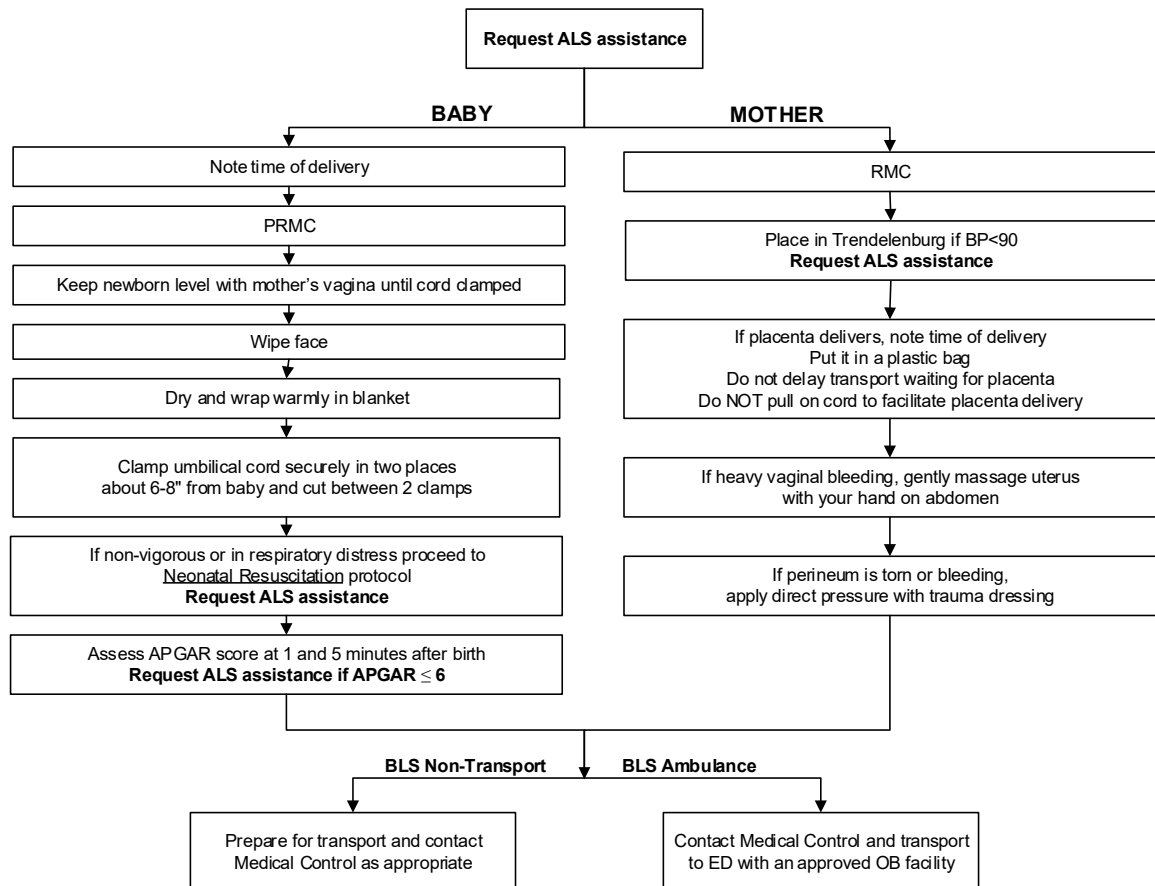 Request ALS assistance
BABY
MOTHER
Note time of delivery
PRMC
Keep newborn level with mother's vagina until cord clamped
Wipe face
Dry and wrap warmly in blanket
Clamp umbilical cord securely in two places
about 6-8" from baby and cut between 2 clamps
If non-vigorous or in respiratory distress proceed to
Neonatal Resuscitation protocol
Request ALS assistance
Assess APGAR score at 1 and 5 minutes after birth
Request ALS assistance if APGAR ≤ 6
RMC
Place in Trendelenburg if BP<90
Request ALS assistance
If placenta delivers, note time of delivery
Put it in a plastic bag
Do not delay transport waiting for placenta
Do NOT pull on cord to facilitate placenta delivery
If heavy vaginal bleeding, gently massage uterus
with your hand on abdomen
If perineum is torn or bleeding,
apply direct pressure with trauma dressing
BLS Non-Transport
BLS Ambulance
Prepare for transport and contact
Medical Control as appropriate
Contact Medical Control and transport
to ED with an approved OB facility